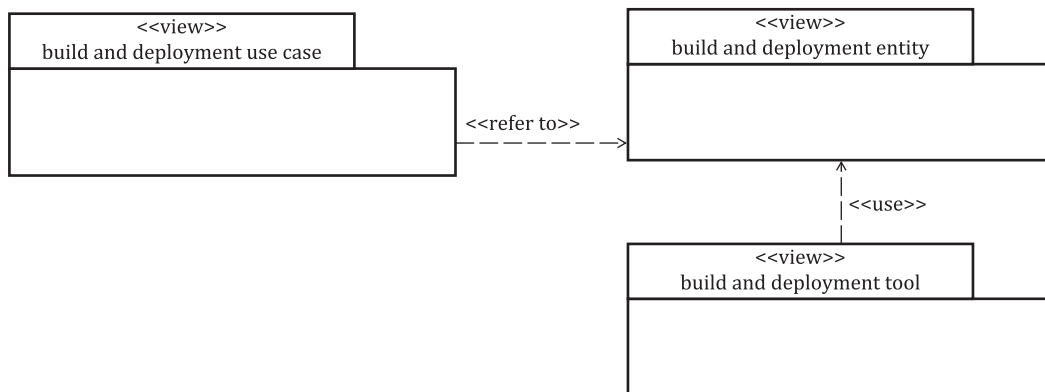 <<view>>
build and deployment use case
<<view>>
build and deployment entity
<<refer to>>
<<use>>
<<view>>
build and deployment tool